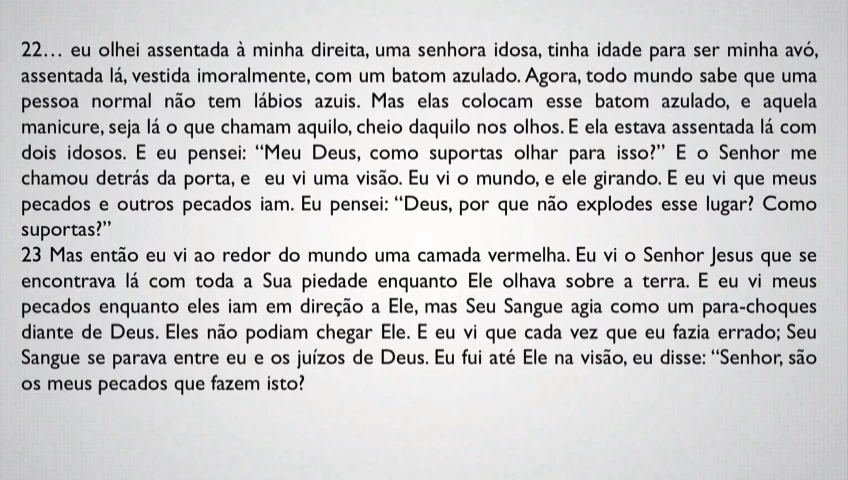 22... eu olhei assentada à minha direita, uma senhora idosa, tinha idade para ser minha avó,
assentada lá, vestida imoralmente, com um batom azulado. Agora, todo mundo sabe que uma
pessoa normal não tem lábios azuis. Mas elas colocam esse batom azulado, e aquela
manicure, seja lá o que chamam aquilo, cheio daquilo nos olhos. E ela estava assentada lá com
dois idosos. E eu pensei: “Meu Deus, como suportas olhar para isso?” E o Senhor me
chamou detrás da porta, e eu vi uma visão. Eu vi o mundo, e ele girando. E eu vi que meus
pecados e outros pecados iam. Eu pensei: “Deus, por que não explodes esse lugar? Como
suportas?”
23 Mas então eu vi ao redor do mundo uma camada vermelha. Eu vi o Senhor Jesus que se
encontrava lá com toda a Sua piedade enquanto Ele olhava sobre a terra. E eu vi meus
pecados enquanto eles iam em direção a Ele, mas Seu Sangue agia como um para-choques
diante de Deus. Eles não podiam chegar Ele. E eu vi que cada vez que eu fazia errado; Seu
Sangue se parava entre eu e os juízos de Deus. Eu fui até Ele na visão, eu disse: “Senhor, são
os meus pecados que fazem isto?